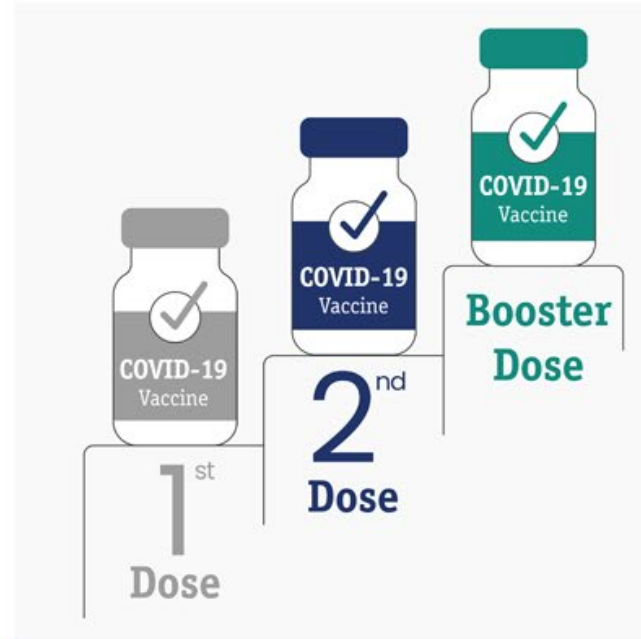 COVID-19
Vaccine
1st
Dose
COVID-19
Vaccine
2nd
Dose
COVID-19
Vaccine
Booster
Dose